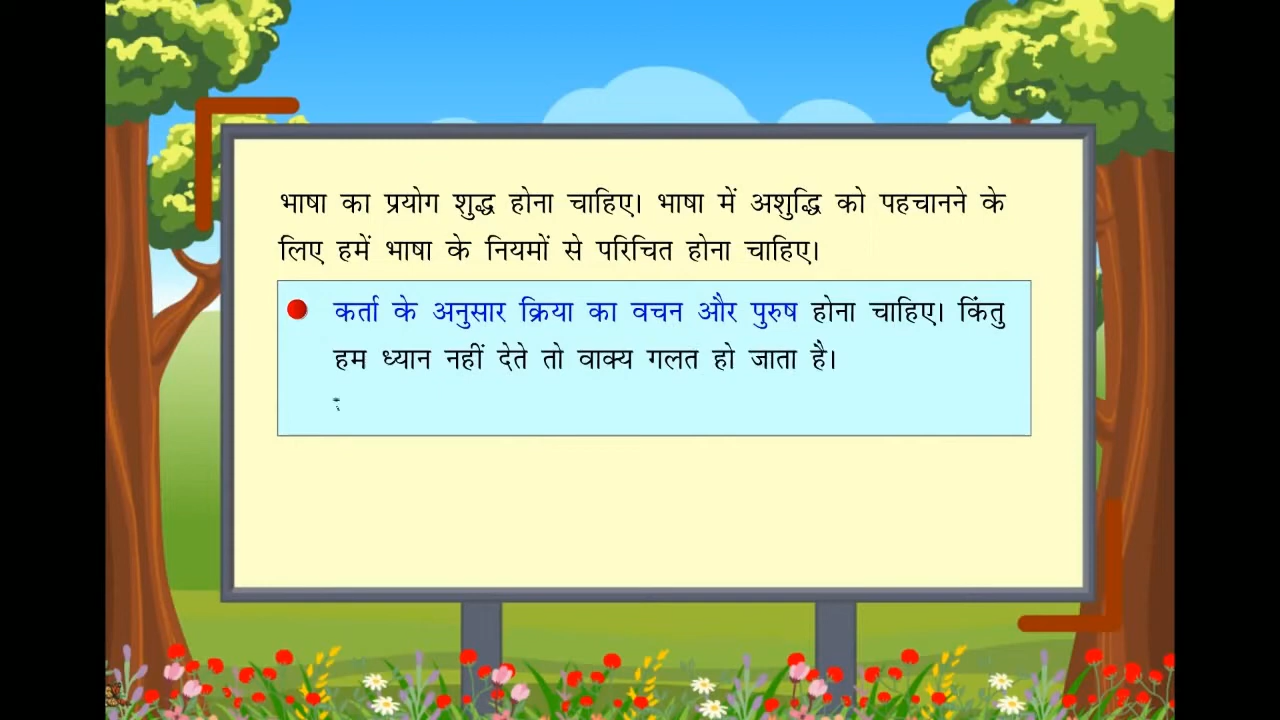 भाषा का प्रयोग शुद्ध होना चाहिए। भाषा में अशुद्धि को पहचानने के
लिए हमें भाषा के नियमों से परिचित होना चाहिए।
कर्ता के अनुसार क्रिया का वचन और पुरुष होना चाहिए। किंतु
हम ध्यान नहीं देते तो वाक्य गलत हो जाता है।